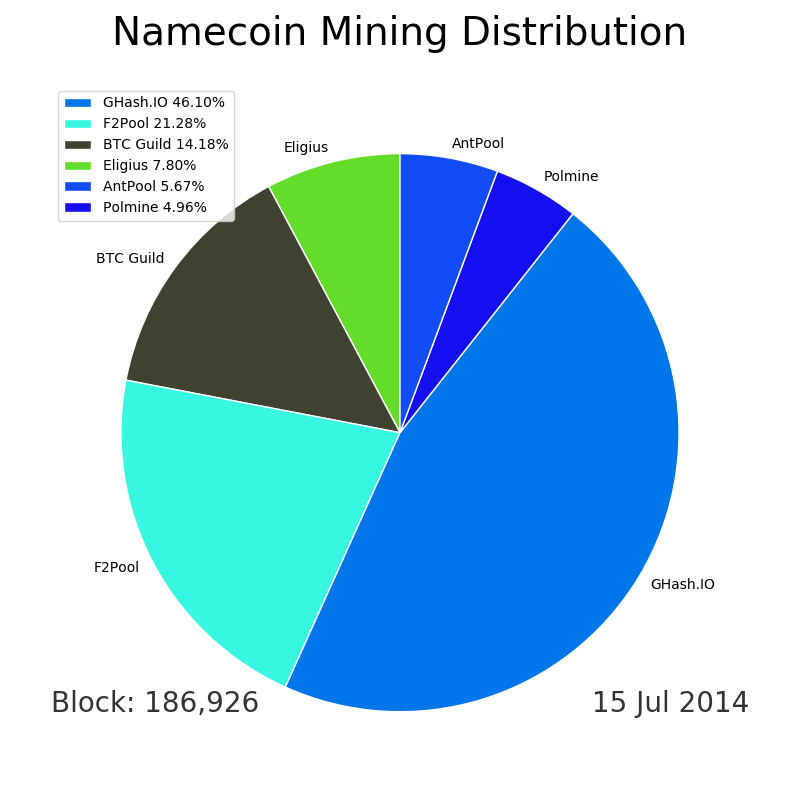 Namecoin Mining Distribution
GHash.IO 46.10%
F2Pool 21.28%
BTC Guild 14.18%
Eligius 7.80%
AntPool 5.67%
Polmine 4.96%
Eligius
AntPool
Polmine
BTC Guild
F2Pool
GHash.IO
Block: 186,926
15 Jul 2014